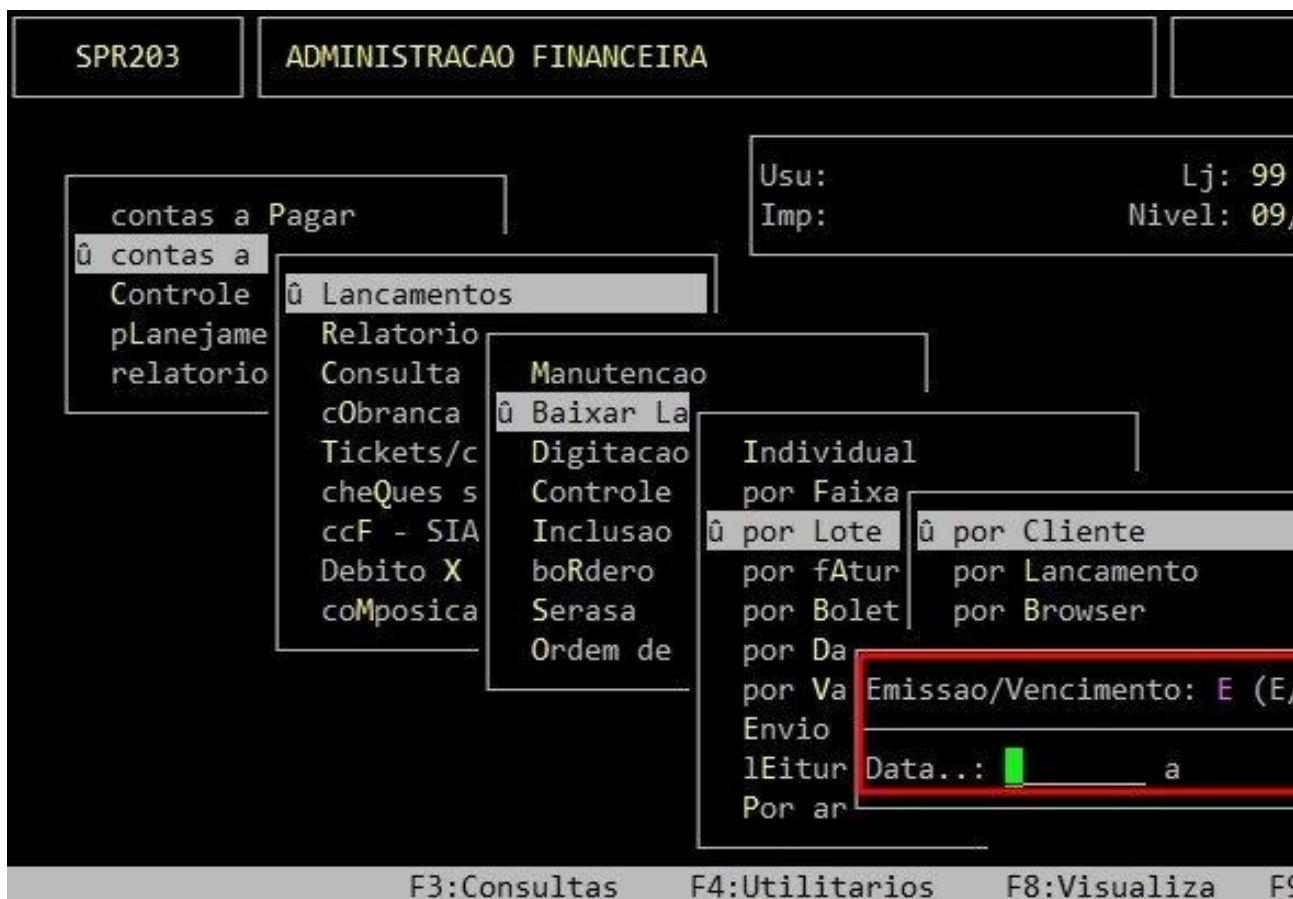 SPR203 ADMINISTRACAO FINANCEIRA
Usu: Lj: 99
Imp: Nivel: 09/
contas a Pagar
û contas a
Controle
pLanejame
relatorio
û Lancamentos
Relatorio
Consulta
cObranca
Tickets/c
cheQues s
ccF - SIA
Debito X
coMposica
Manutencao
û Baixar La
Digitacao
Controle
Inclusao
boRdero
Serasa
Ordem de
Individual
por Faixa
û por Lote
por fAtur
por Bolet
por Da
por Va
Envio
lEitur
Por ar
û por Cliente
por Lancamento
por Browser
Emissao/Vencimento: E (E/
Data..: a
F3:Consultas F4:Utilitarios F8:Visualiza F9